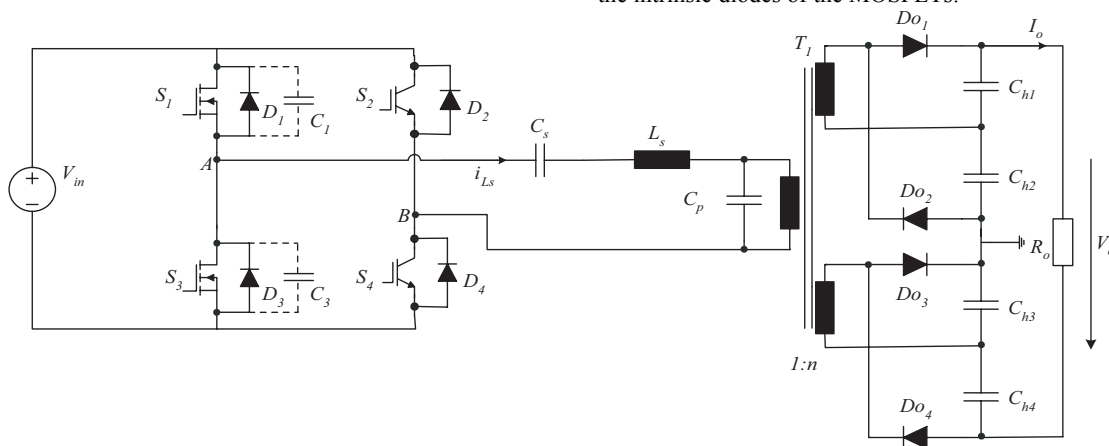 the intrinsic diodes of the MOSFETs.
T1
Do1
Io
S1
D1
C1
S2
D2
Ch1
Cs
Ls
Vin
A
iLs
Cp
Ch2
B
Do2
Ro
S3
D3
C3
S4
D4
Do3
Ch3
1:n
Do4
Ch4